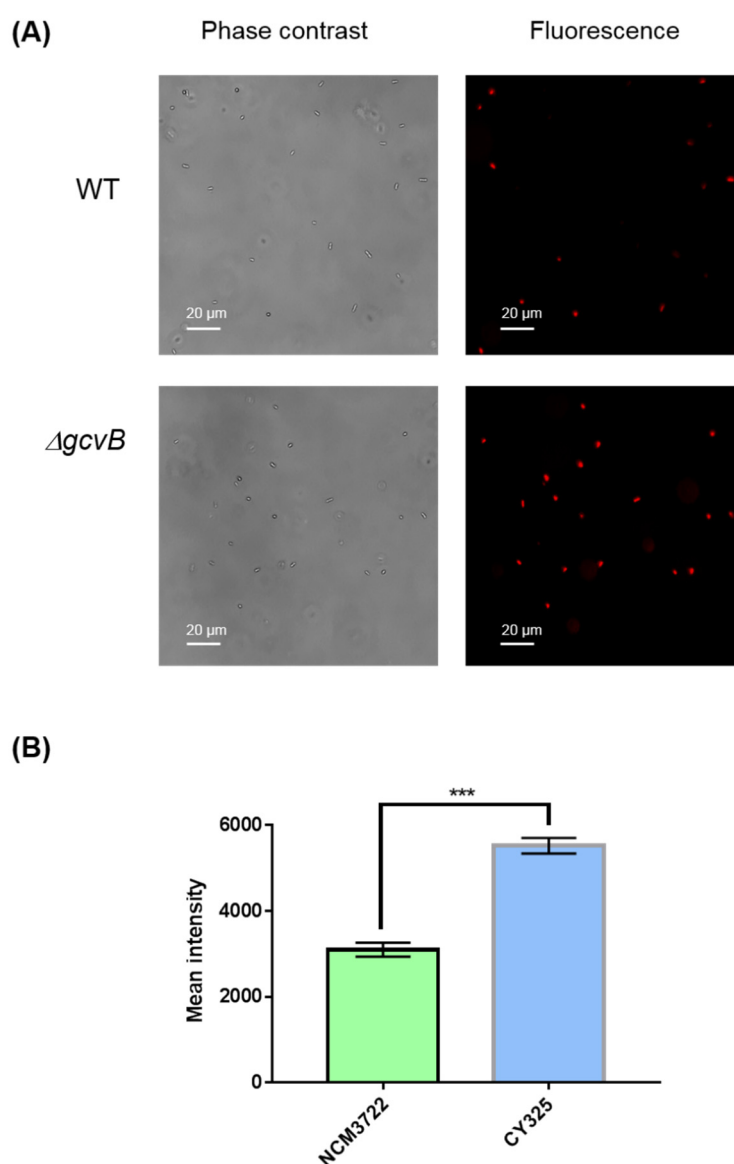 (A)
Phase contrast Fluorescence
WT
20 µm 20 µm
ΔgcvB
20 µm 20 µm
(B)
***
6000
4000
2000
0
Mean intensity
NCM3722
CY325